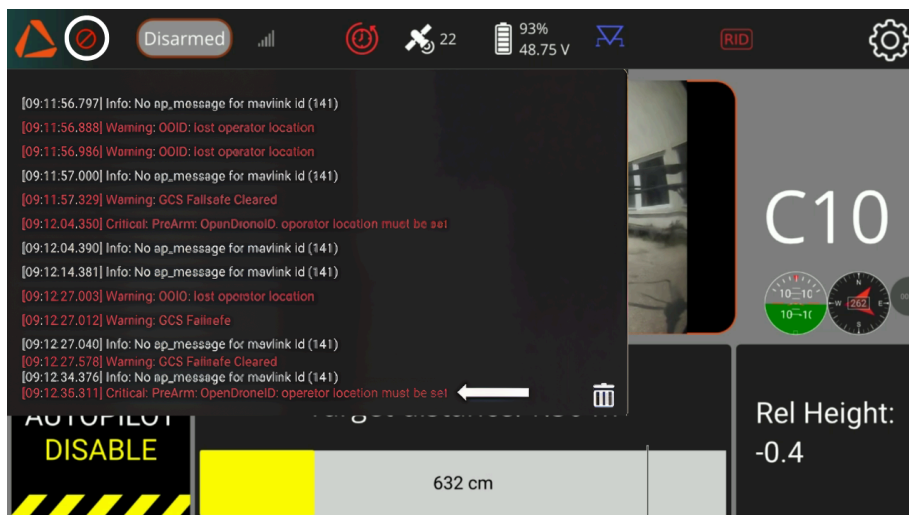 Disarmed
22
93%
48.75 V
RID
[09:11:56.797] Info: No ap_message for mavlink id (141)
[09:11:56.888] Warning: OOID: lost operator location
[09:11:56.986] Warning: OOID: lost operator location
[09:11:57.000] Info: No ap_message for mavlink id (141)
[09:11:57.329] Warning: GCS Failsafe Cleared
[09:12.04.350] Critical: PreArm: OpenDroneID: operator location must be set
[09:12.04.390] Info: No ap_message for mavlink id (141)
[09:12.14.381] Info: No ap_message for mavlink id (141)
[09:12.27.003] Warning: OOIO: lost operator location
[09:12.27.012] Warning: GCS Failsafe
[09:12.27.040] Info: No ap_message for mavlink id (141)
[09:12.27.578] Warning: GCS Failsafe Cleared
[09:12.34.376] Info: No ap_message for mavlink id (141)
[09:12.35.311] Critical: PreArm: OpenDroneID: operator location must be set
C10
N
W 262 E
S
AUTOPILOT
DISABLE
Target distance:
632 cm
Rel Height:
-0.4